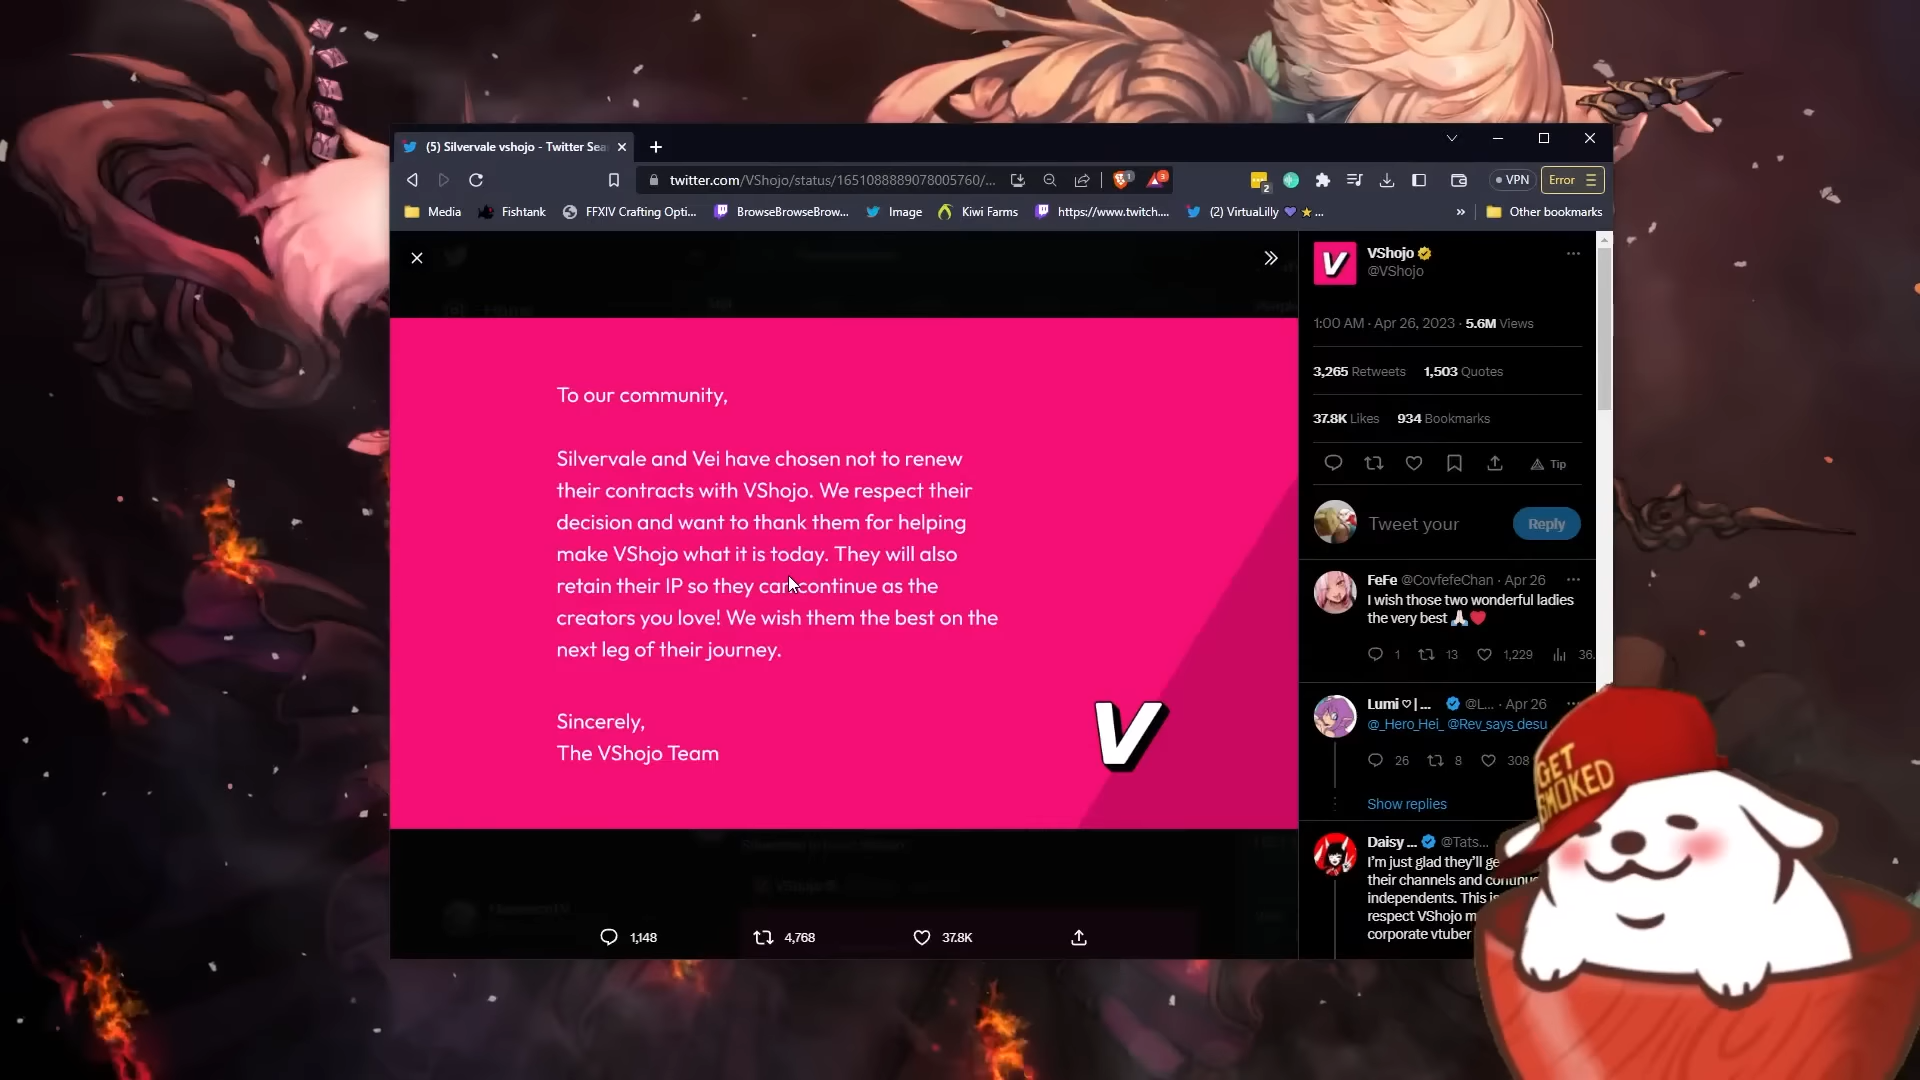 (5) Silvervale vshojo - Twitter Sea
twitter.com/VShojo/status/1651088889078005760/...
1
3
2
VPN
Error
Media
Fishtank
FFXIV Crafting Opti...
BrowseBrowseBrow...
Image
Kiwi Farms
https://www.twitch....
(2) VirtuaLilly 💜 ⭐ ...
»
Other bookmarks
To our community,
Silvervale and Vei have chosen not to renew
their contracts with VShojo. We respect their
decision and want to thank them for helping
make VShojo what it is today. They will also
retain their IP so they can continue as the
creators you love! We wish them the best on the
next leg of their journey.
Sincerely,
The VShojo Team
V
1,148
4,768
37.8K
V
VShojo
@VShojo
1:00 AM · Apr 26, 2023 · 5.6M Views
3,265 Retweets 1,503 Quotes
37.8K Likes 934 Bookmarks
Tip
Tweet your
Reply
FeFe @CovfefeChan · Apr 26
I wish those two wonderful ladies
the very best 🙏🏻❤️
1
13
1,229
36.
Lumi ♡ | ... @L... · Apr 26
@_Hero_Hei_ @Rev_says_desu
26
8
308
Show replies
Daisy ... @Tats...
I'm just glad they'll ge
their channels and continue
independents. This is
respect VShojo m
corporate vtuber
GET
SMOKED